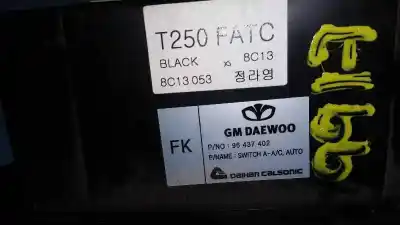 T250 FATC
BLACK 8C13
8C13 053 정라영
FK
GM DAEWOO
P/NO : 96 437 402
P/NAME : SWITCH A-A/C, AUTO
DAIHAN CALSONIC